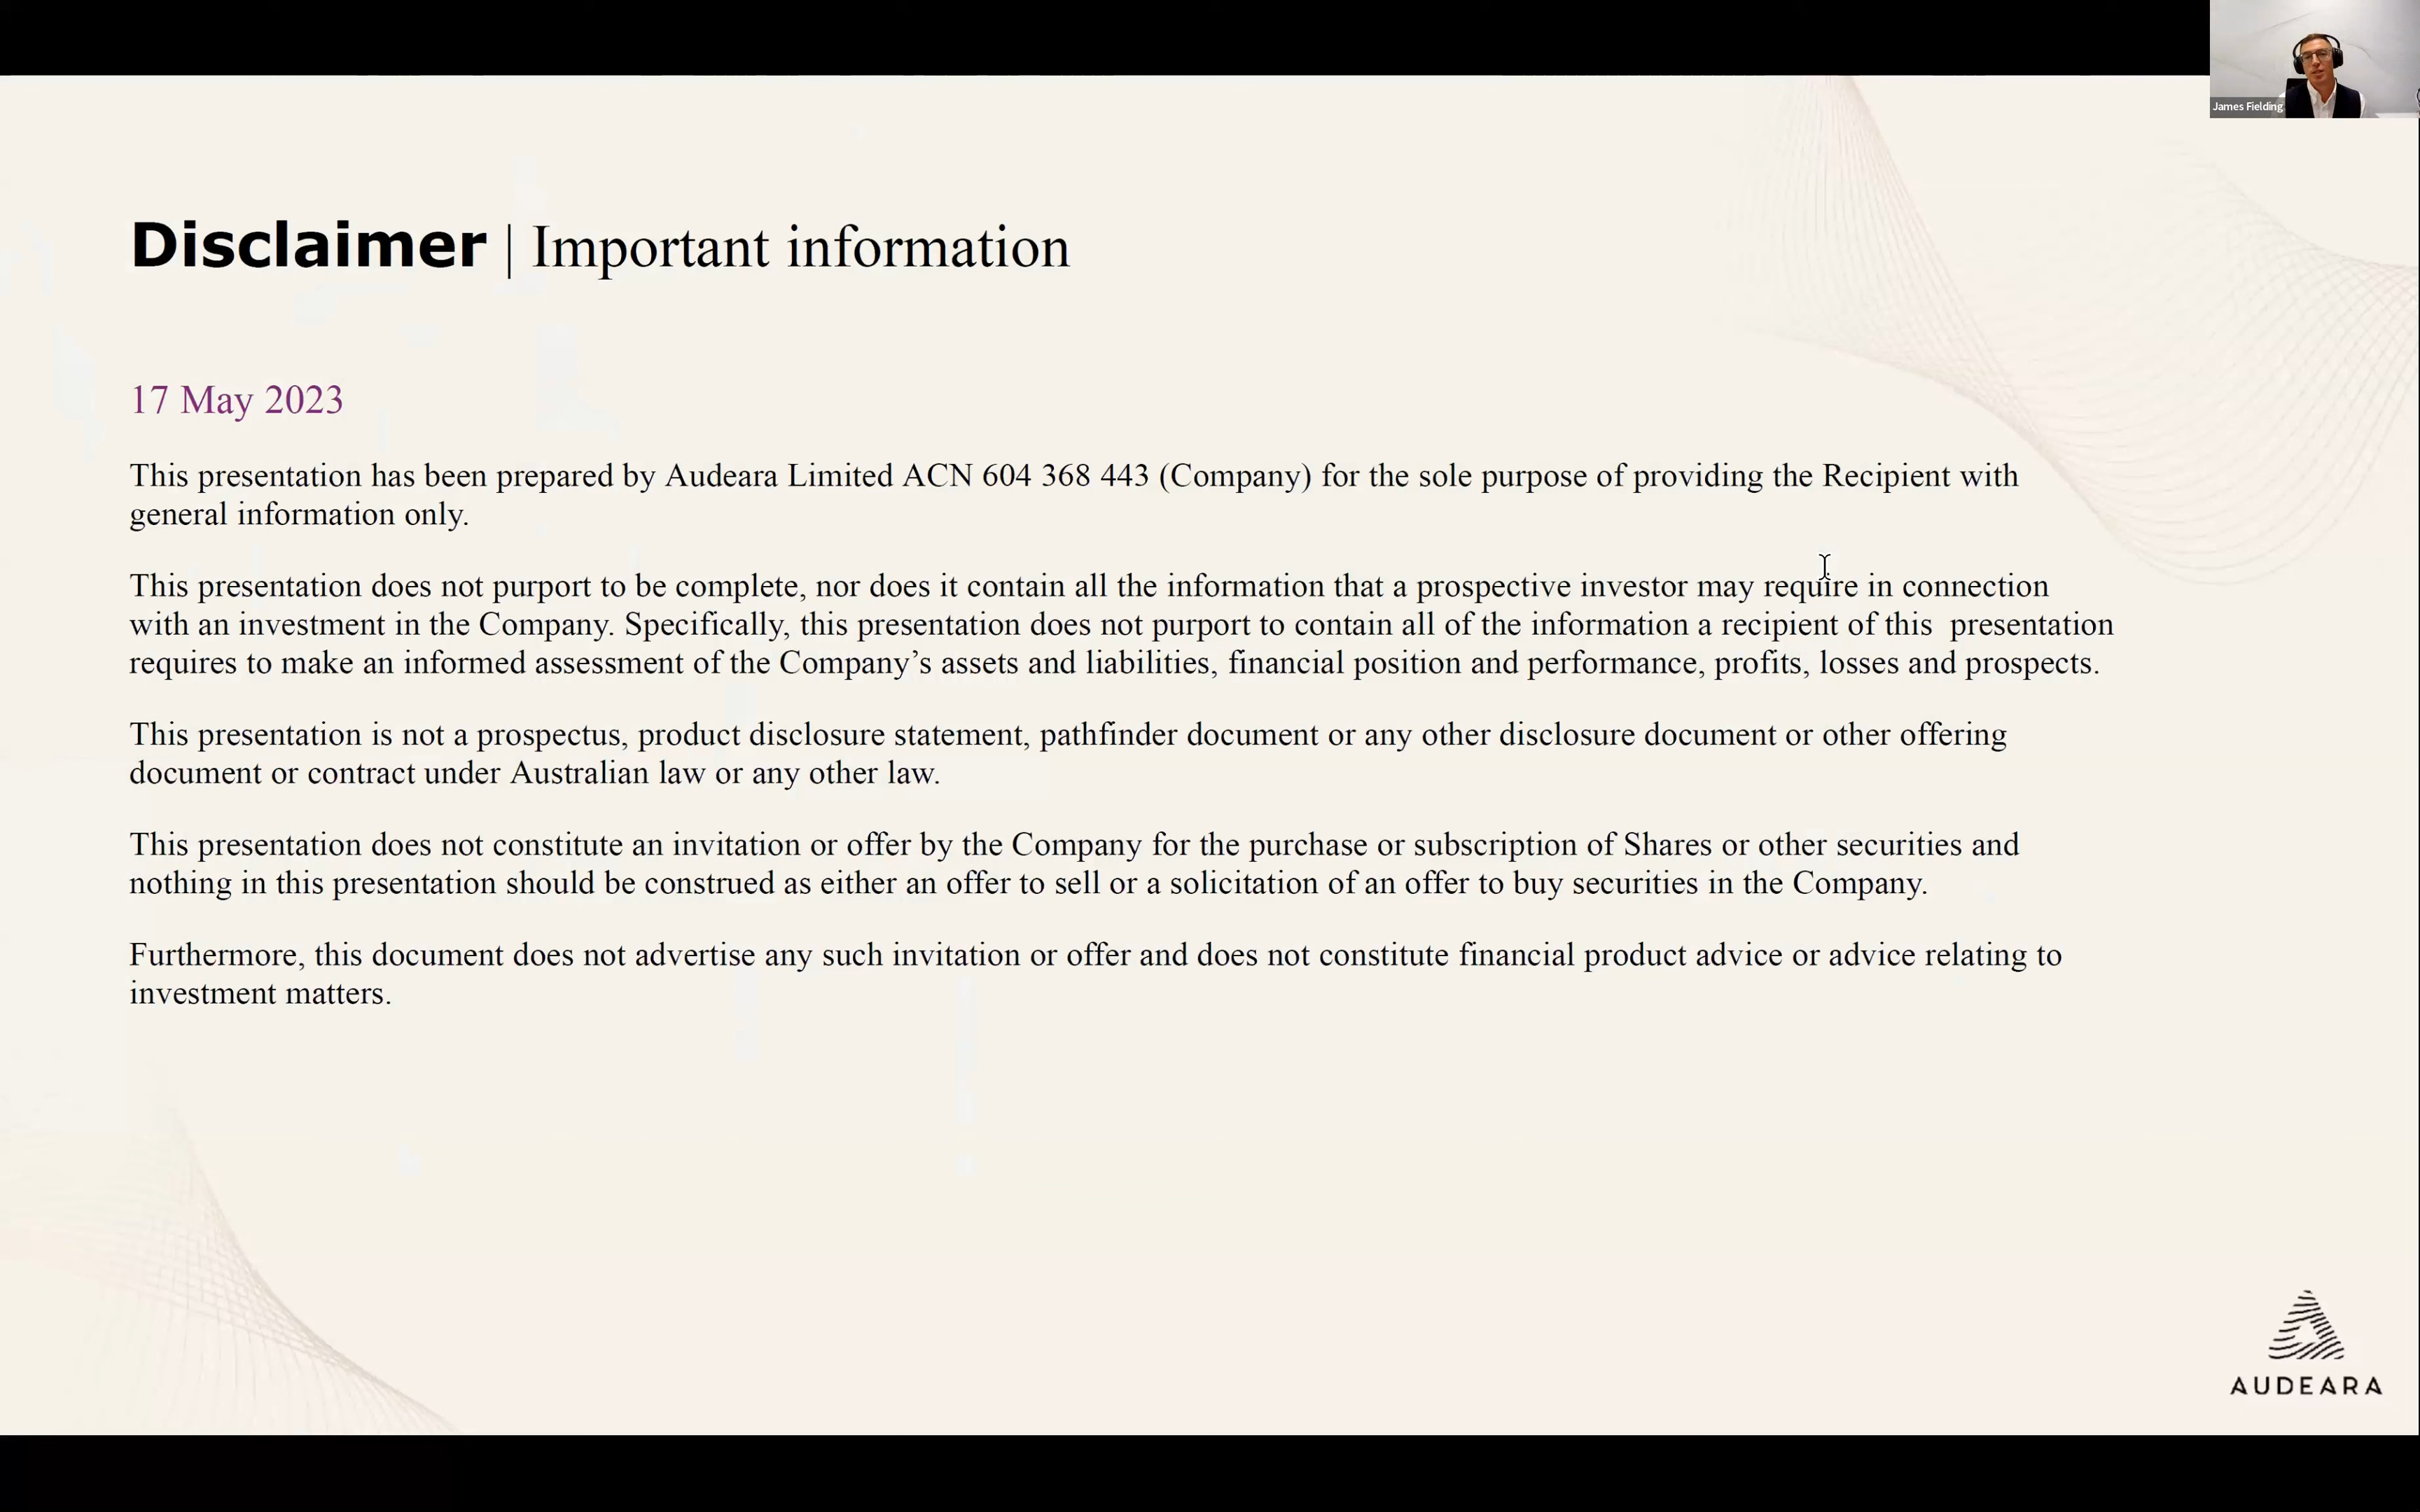 James Fielding
Disclaimer | Important information
17 May 2023
This presentation has been prepared by Audeara Limited ACN 604 368 443 (Company) for the sole purpose of providing the Recipient with
general information only.
This presentation does not purport to be complete, nor does it contain all the information that a prospective investor may require in connection
with an investment in the Company. Specifically, this presentation does not purport to contain all of the information a recipient of this  presentation
requires to make an informed assessment of the Company’s assets and liabilities, financial position and performance, profits, losses and prospects.
This presentation is not a prospectus, product disclosure statement, pathfinder document or any other disclosure document or other offering
document or contract under Australian law or any other law.
This presentation does not constitute an invitation or offer by the Company for the purchase or subscription of Shares or other securities and
nothing in this presentation should be construed as either an offer to sell or a solicitation of an offer to buy securities in the Company.
Furthermore, this document does not advertise any such invitation or offer and does not constitute financial product advice or advice relating to
investment matters.
AUDEARA